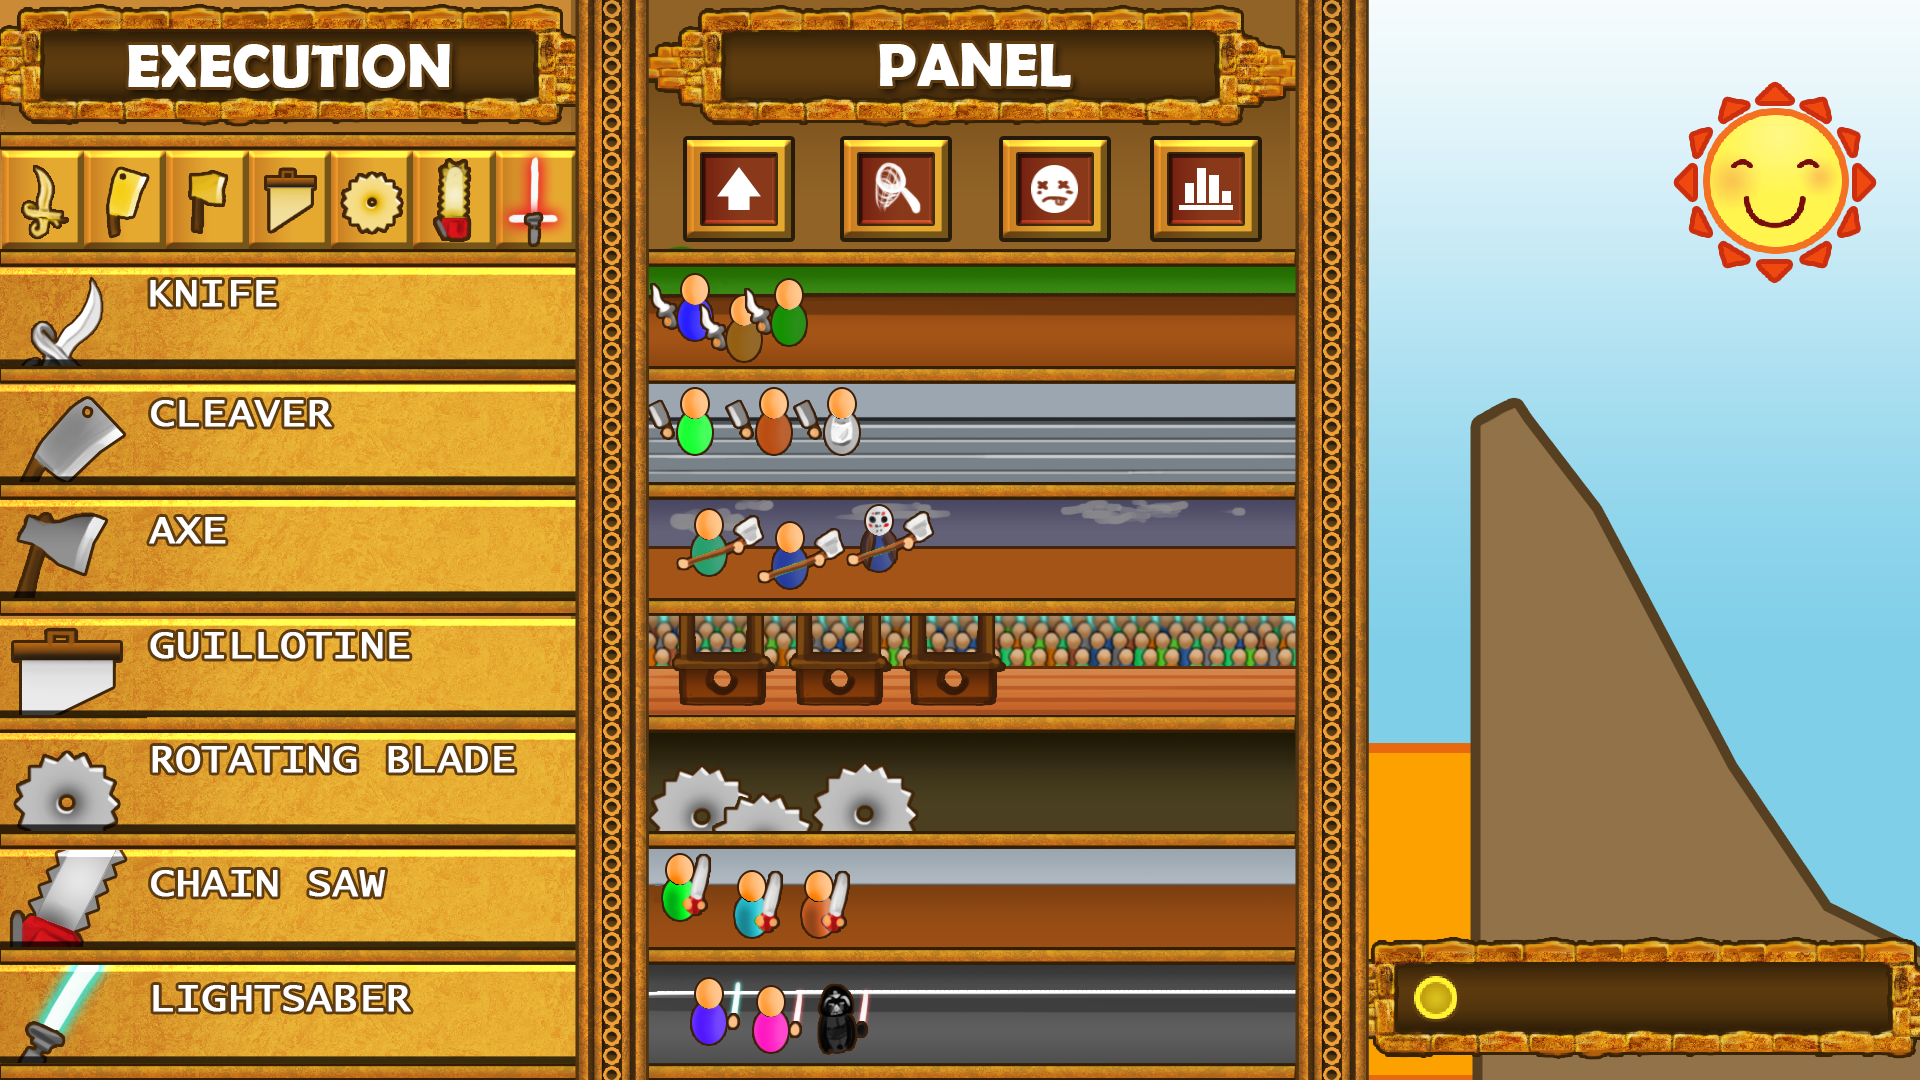 EXECUTION
PANEL
KNIFE
CLEAVER
AXE
GUILLOTINE
ROTATING BLADE
CHAIN SAW
LIGHTSABER